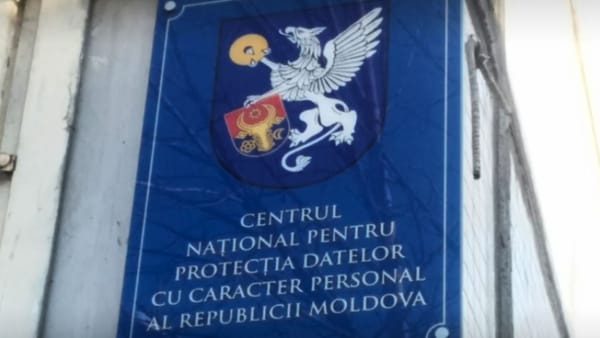 CENTRUL
NAȚIONAL PENTRU
PROTECȚIA DATELOR
CU CARACTER PERSONAL
AL REPUBLICII MOLDOVA